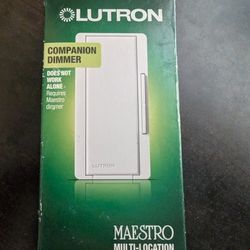 LUTRON
COMPANION
DIMMER
DOES NOT
WORK
ALONE -
Requires
Maestro
dimmer
LUTRON
MAESTRO
MULTI-LOCATION